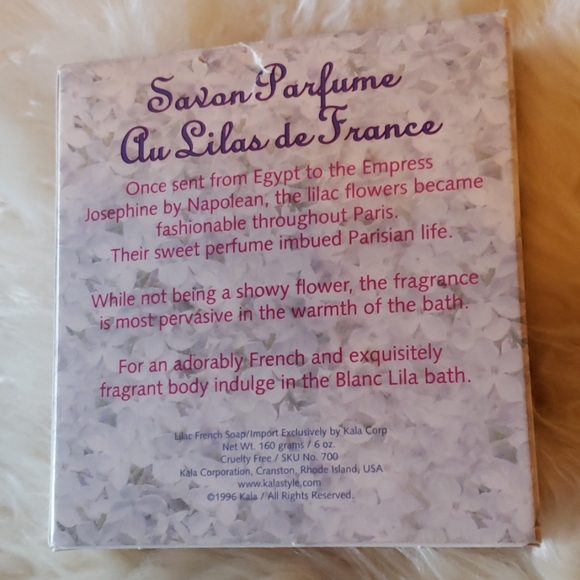 Savon Parfume
Au Lilas de France
Once sent from Egypt to the Empress
Josephine by Napolean, the lilac flowers became
fashionable throughout Paris.
Their sweet perfume imbued Parisian life.
While not being a showy flower, the fragrance
is most pervasive in the warmth of the bath.
For an adorably French and exquisitely
fragrant body indulge in the Blanc Lila bath.
Lilac French Soap/Import Exclusively by Kala Corp
Net Wt. 160 grams / 6 oz.
Cruelty Free / SKU No. 700
Kala Corporation, Cranston, Rhode Island, USA
www.kalastyle.com
©1996 Kala / All Rights Reserved.